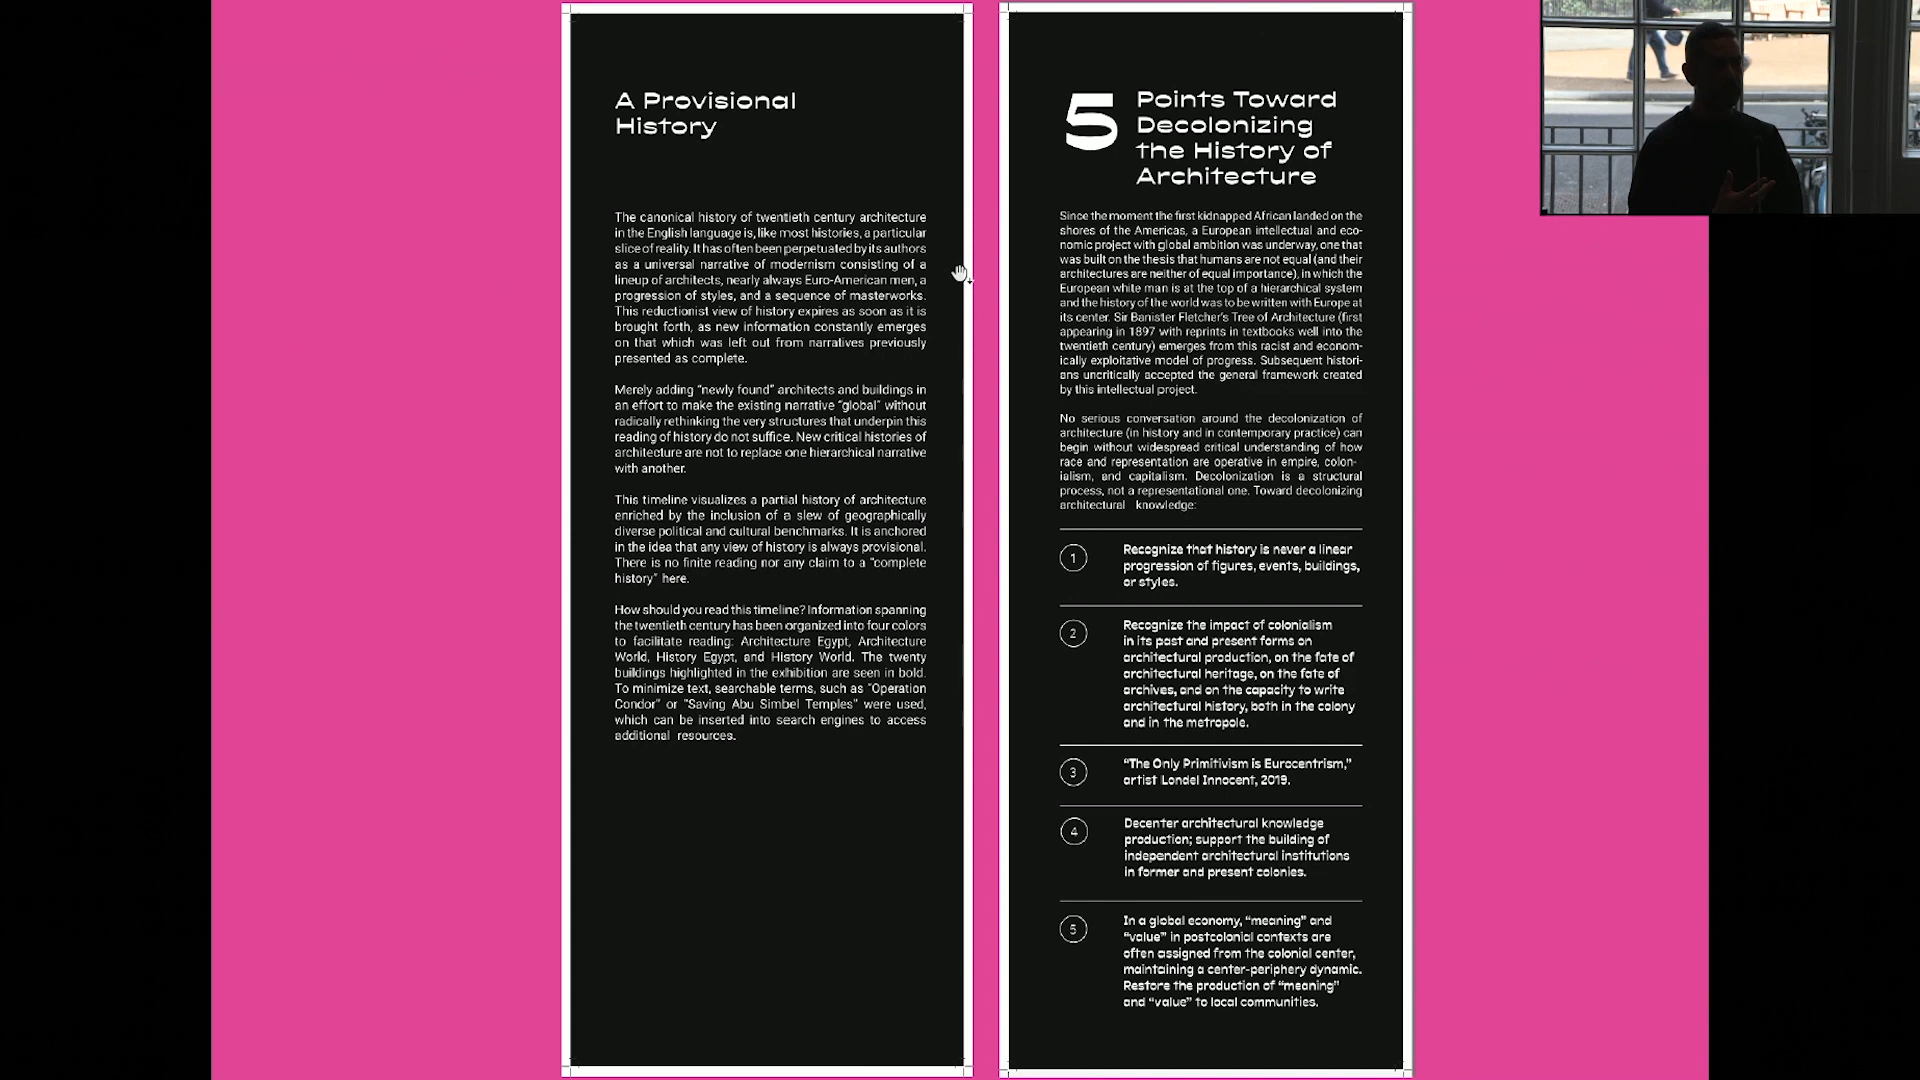 A Provisional
History
The canonical history of twentieth century architecture
in the English language is, like most histories, a particular
slice of reality. It has often been perpetuated by its authors
as a universal narrative of modernism consisting of a
lineup of architects, nearly always Euro-American men, a
progression of styles, and a sequence of masterworks.
This reductionist view of history expires as soon as it is
brought forth, as new information constantly emerges
on that which was left out from narratives previously
presented as complete.
Merely adding “newly found” architects and buildings in
an effort to make the existing narrative “global” without
radically rethinking the very structures that underpin this
reading of history do not suffice. New critical histories of
architecture are not to replace one hierarchical narrative
with another.
This timeline visualizes a partial history of architecture
enriched by the inclusion of a slew of geographically
diverse political and cultural benchmarks. It is anchored
in the idea that any view of history is always provisional.
There is no finite reading nor any claim to a “complete
history” here.
How should you read this timeline? Information spanning
the twentieth century has been organized into four colors
to facilitate reading: Architecture Egypt, Architecture
World, History Egypt, and History World. The twenty
buildings highlighted in the exhibition are seen in bold.
To minimize text, searchable terms, such as “Operation
Condor” or “Saving Abu Simbel Temples” were used,
which can be inserted into search engines to access
additional resources.
5 Points Toward
Decolonizing
the History of
Architecture
Since the moment the first kidnapped African landed on the
shores of the Americas, a European intellectual and eco-
nomic project with global ambition was underway, one that
was built on the thesis that humans are not equal (and their
architectures are neither of equal importance), in which the
European white man is at the top of a hierarchical system
and the history of the world was to be written with Europe at
its center. Sir Banister Fletcher’s Tree of Architecture (first
appearing in 1897 with reprints in textbooks well into the
twentieth century) emerges from this racist and econom-
ically exploitative model of progress. Subsequent histori-
ans uncritically accepted the general framework created
by this intellectual project.
No serious conversation around the decolonization of
architecture (in history and in contemporary practice) can
begin without widespread critical understanding of how
race and representation are operative in empire, colon-
ialism, and capitalism. Decolonization is a structural
process, not a representational one. Toward decolonizing
architectural knowledge:
1 Recognize that history is never a linear
progression of figures, events, buildings,
or styles.
2 Recognize the impact of colonialism
in its past and present forms on
architectural production, on the fate of
architectural heritage, on the fate of
archives, and on the capacity to write
architectural history, both in the colony
and in the metropole.
3 “The Only Primitivism is Eurocentrism,”
artist Londel Innocent, 2019.
4 Decenter architectural knowledge
production; support the building of
independent architectural institutions
in former and present colonies.
5 In a global economy, “meaning” and
“value” in postcolonial contexts are
often assigned from the colonial center,
maintaining a center-periphery dynamic.
Restore the production of “meaning”
and “value” to local communities.